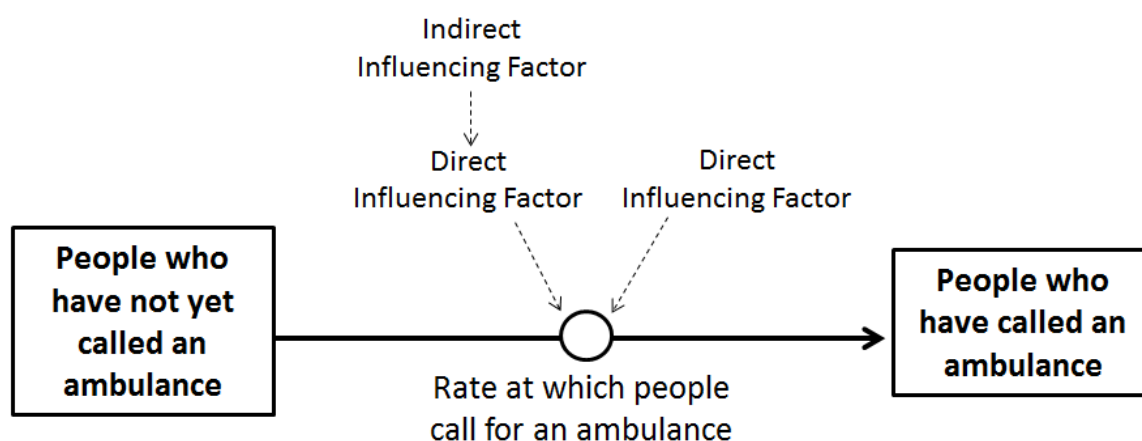 Indirect
Influencing Factor
Direct
Influencing Factor
Direct
Influencing Factor
People who
have not yet
called an
ambulance
People who
have called an
ambulance
Rate at which people
call for an ambulance